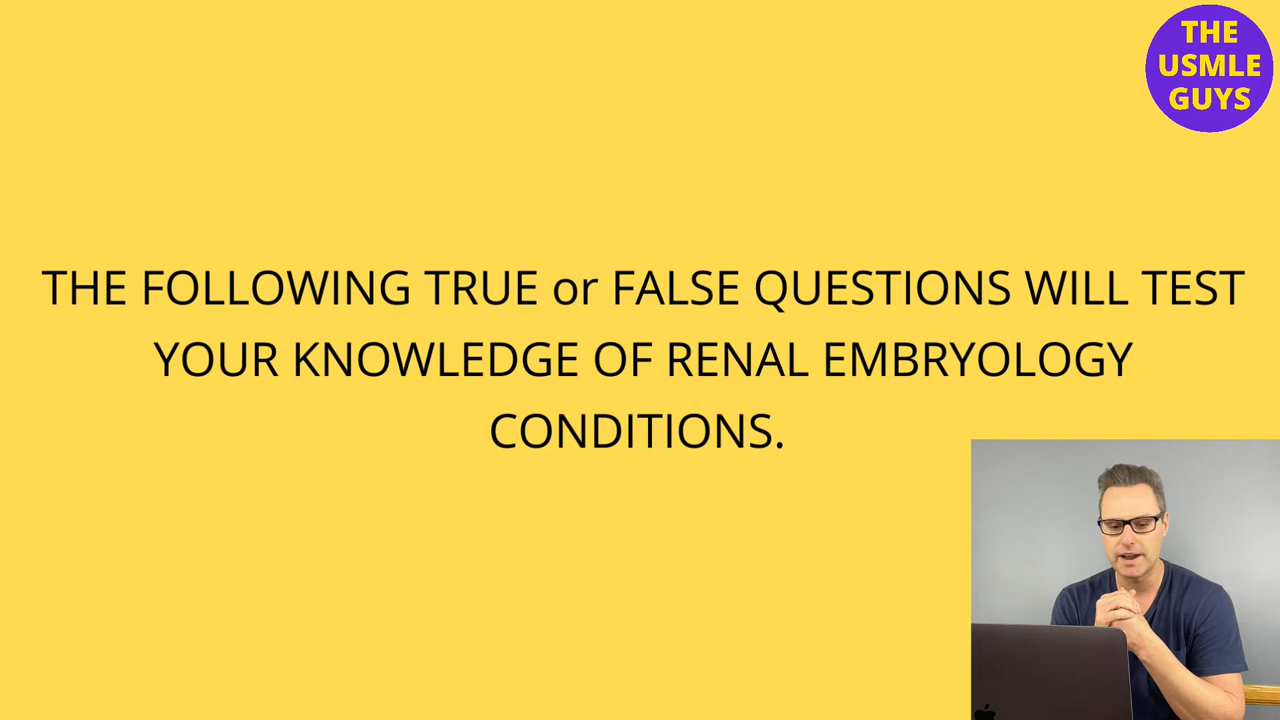 THE
USMLE
GUYS
THE FOLLOWING TRUE or FALSE QUESTIONS WILL TEST
YOUR KNOWLEDGE OF RENAL EMBRYOLOGY
CONDITIONS.